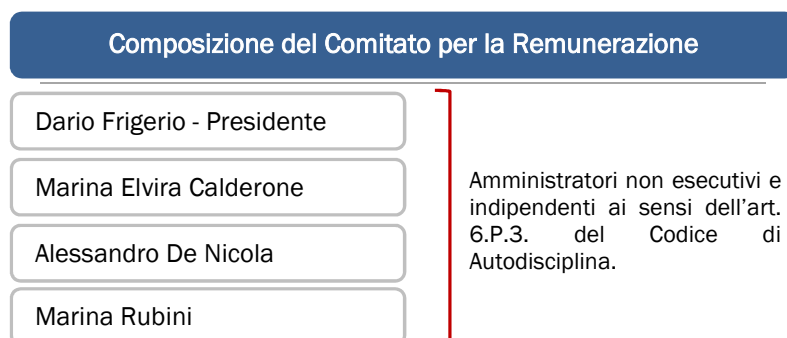 Composizione del Comitato per la Remunerazione
Dario Frigerio - Presidente
Marina Elvira Calderone
Alessandro De Nicola
Marina Rubini
Amministratori non esecutivi e
indipendenti ai sensi dell'art.
6.P.3. del Codice di
Autodisciplina.